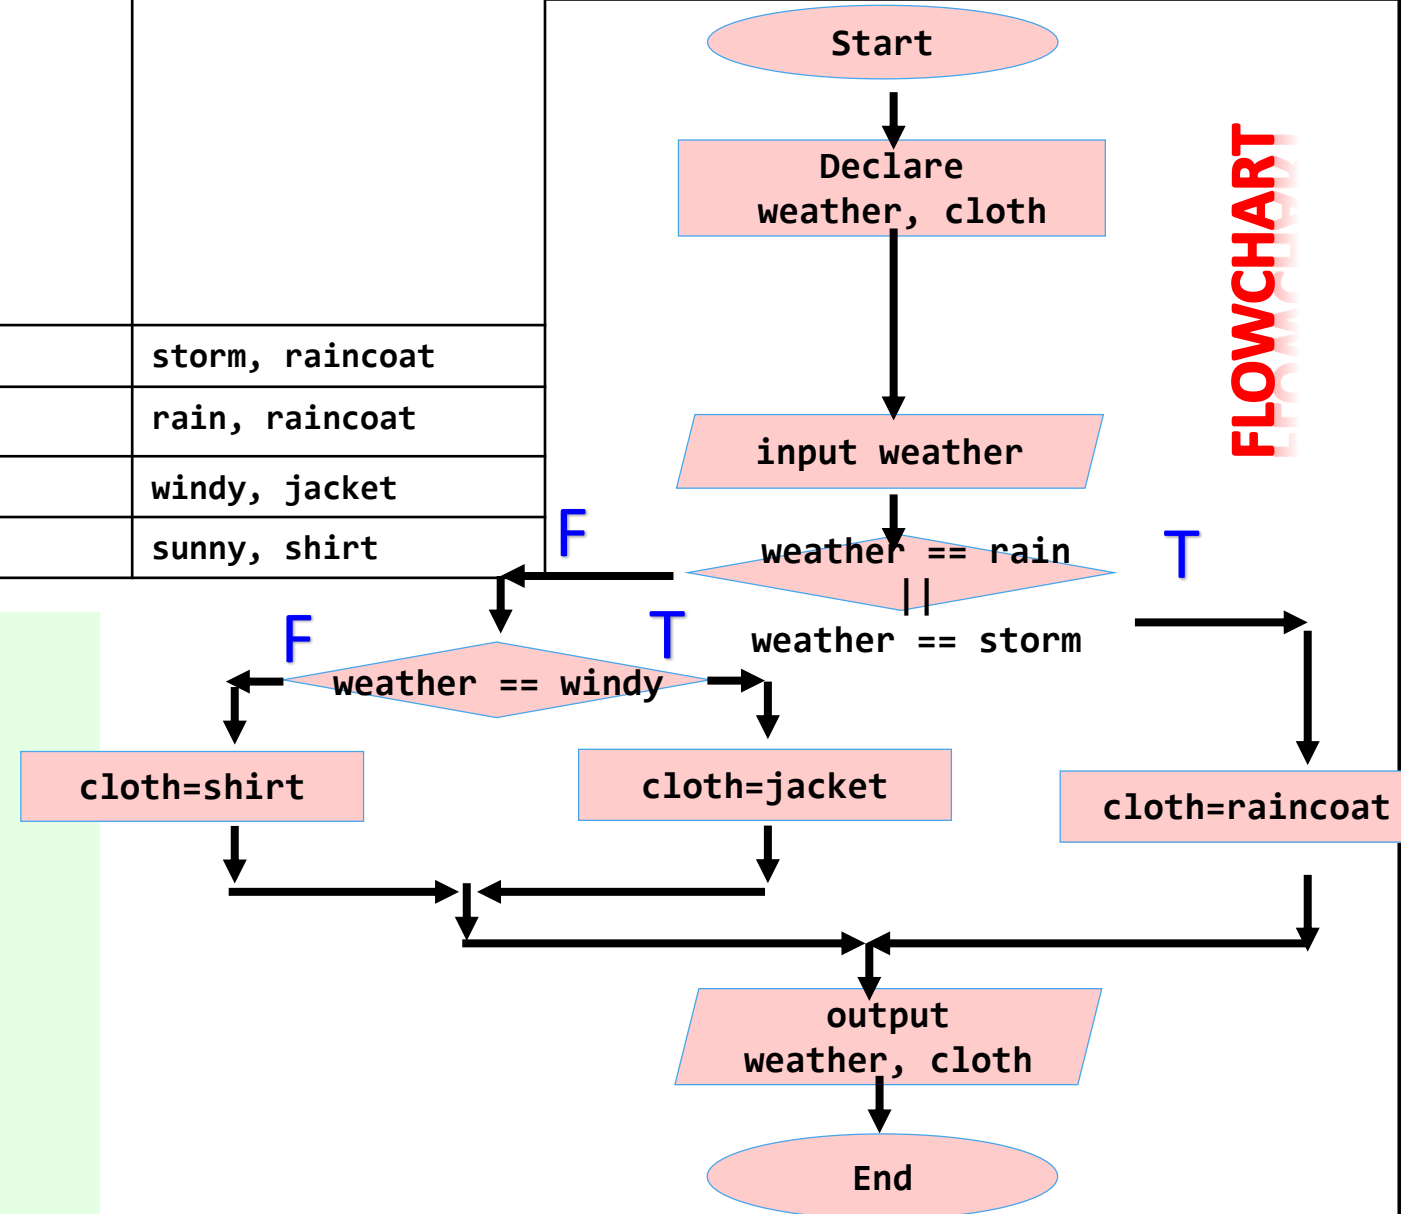 Start
Declare
weather, cloth
FLOWCHART
storm, raincoat
rain, raincoat
windy, jacket
sunny, shirt
input weather
F
T
weather == rain
||
weather == storm
F
T
weather == windy
cloth=shirt
cloth=jacket
cloth=raincoat
output
weather, cloth
End